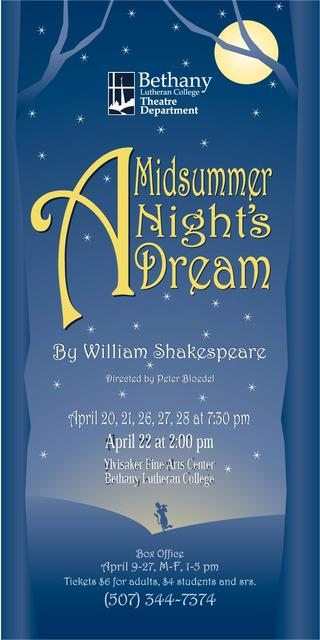 Bethany
Lutheran College
Theatre
Department
A Midsummer
Night's
Dream
By William Shakespeare
Directed by Peter Bloedel
April 20, 21, 26, 27, 28 at 7:30 pm
April 22 at 2:00 pm
Ylvisaker Fine Arts Center
Bethany Lutheran College
Box Office
April 9-27, M-F, 1-5 pm
Tickets $6 for adults, $4 students and srs.
(507) 344-7374